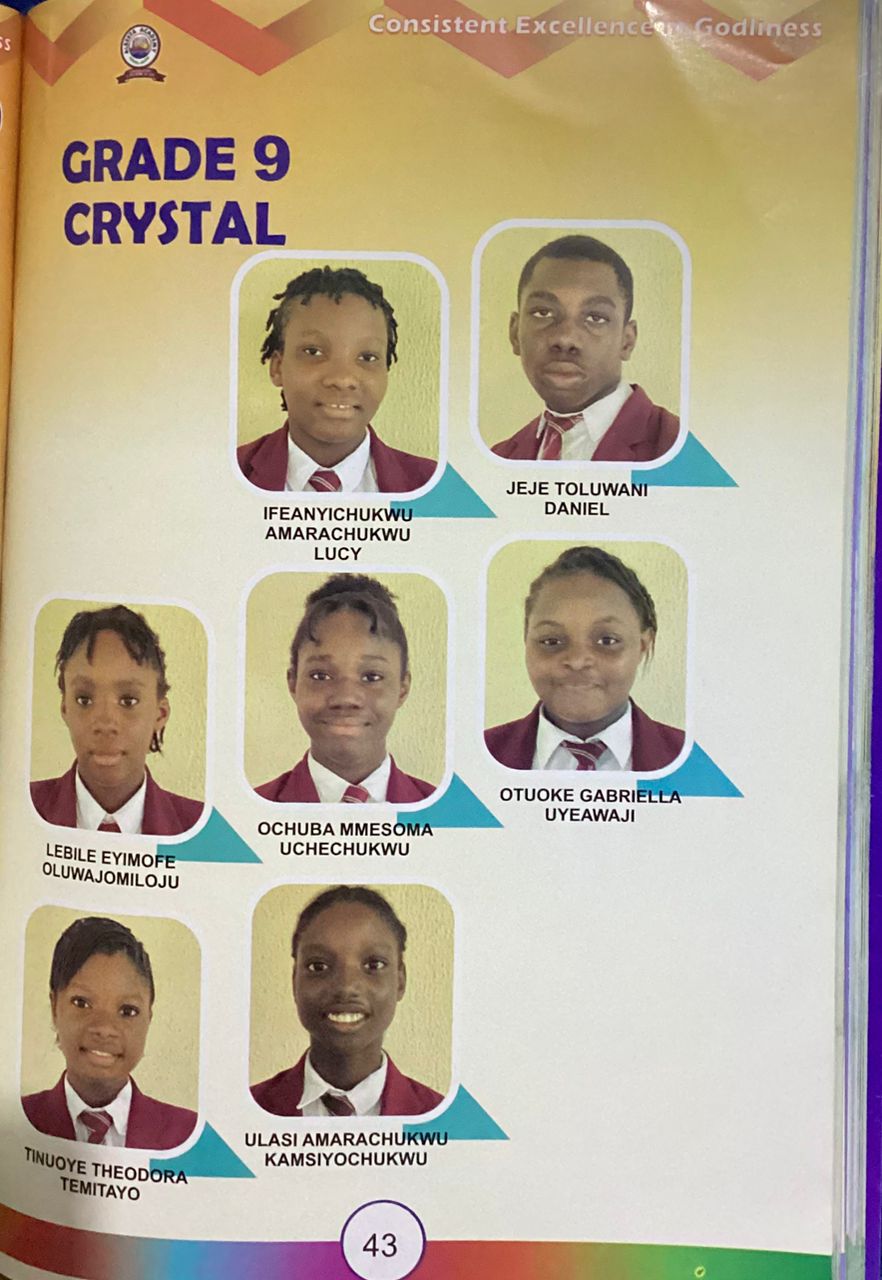 Consistent Excellence in Godliness
GRADE 9
CRYSTAL
IFEANYICHUKWU
AMARACHUKWU
LUCY
JEJE TOLUWANI
DANIEL
LEBILE EYIMOFE
OLUWAJOMILOJU
OCHUBA MMESOMA
UCHECHUKWU
OTUOKE GABRIELLA
UYEAWAJI
TINUOYE THEODORA
TEMITAYO
ULASI AMARACHUKWU
KAMSIYOCHUKWU
43